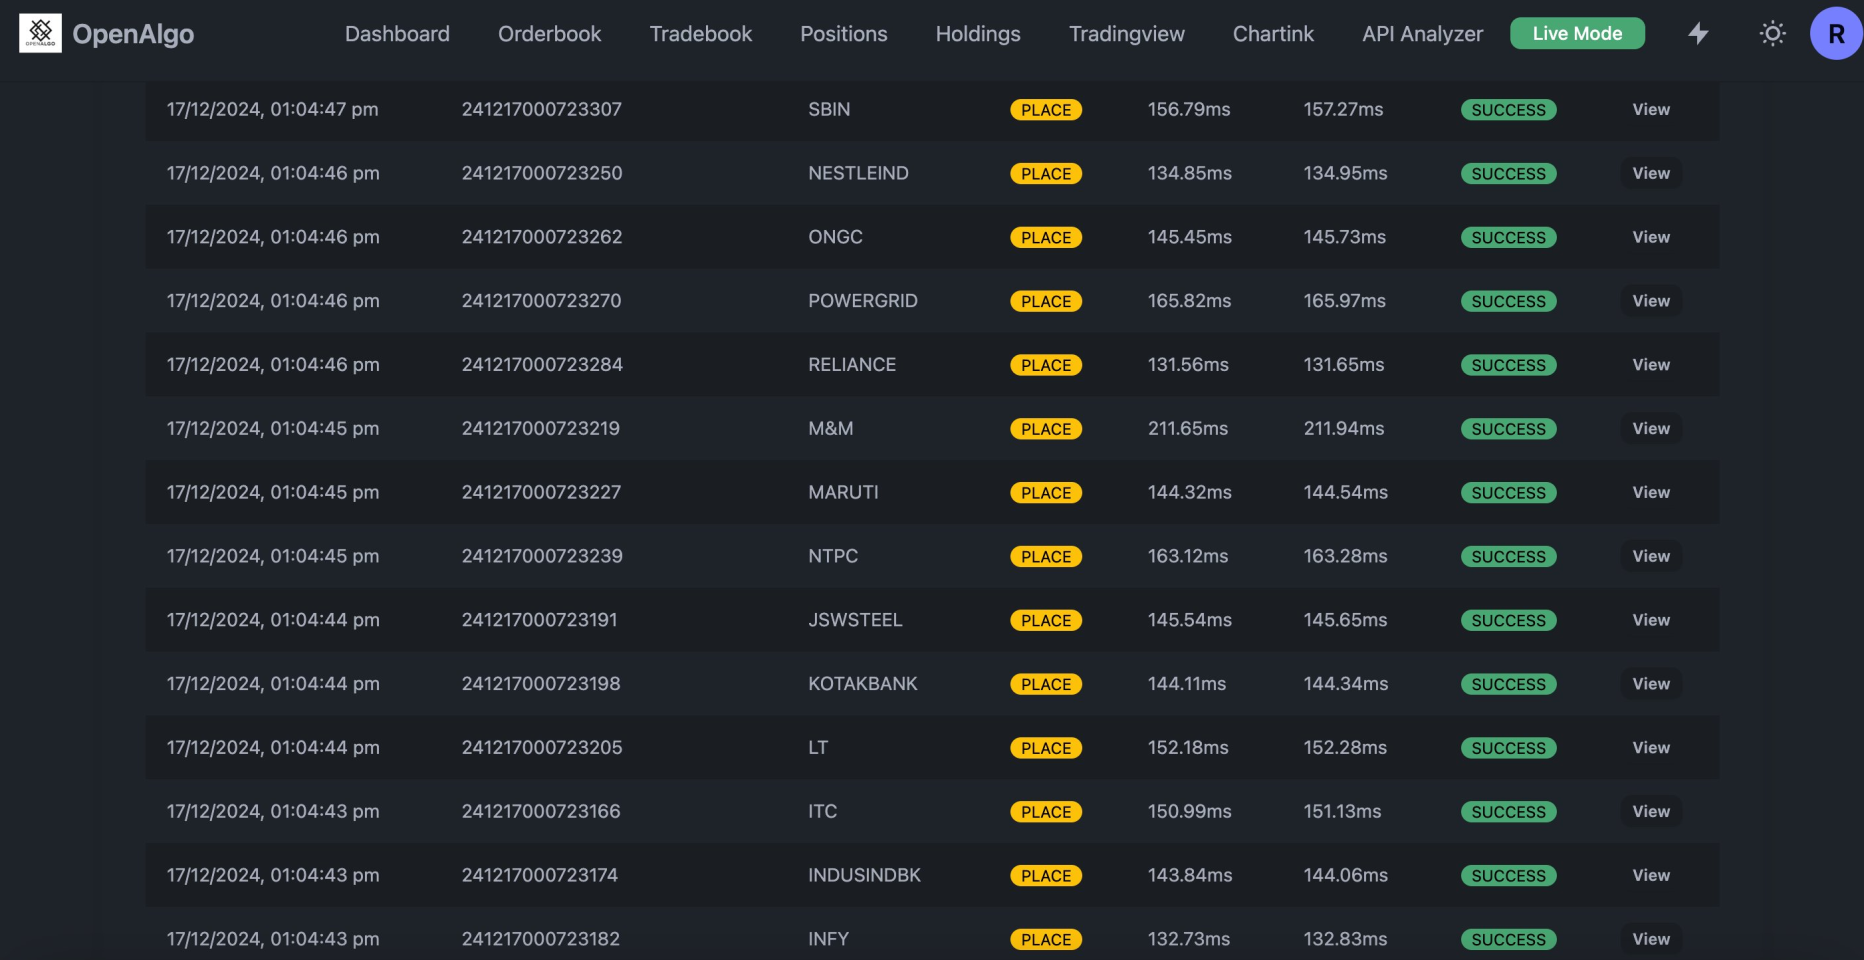 OPENALGO OpenAlgo Dashboard Orderbook Tradebook Positions Holdings Tradingview Chartink API Analyzer Live Mode R
17/12/2024, 01:04:47 pm 241217000723307 SBIN PLACE 156.79ms 157.27ms SUCCESS View
17/12/2024, 01:04:46 pm 241217000723250 NESTLEIND PLACE 134.85ms 134.95ms SUCCESS View
17/12/2024, 01:04:46 pm 241217000723262 ONGC PLACE 145.45ms 145.73ms SUCCESS View
17/12/2024, 01:04:46 pm 241217000723270 POWERGRID PLACE 165.82ms 165.97ms SUCCESS View
17/12/2024, 01:04:46 pm 241217000723284 RELIANCE PLACE 131.56ms 131.65ms SUCCESS View
17/12/2024, 01:04:45 pm 241217000723219 M&M PLACE 211.65ms 211.94ms SUCCESS View
17/12/2024, 01:04:45 pm 241217000723227 MARUTI PLACE 144.32ms 144.54ms SUCCESS View
17/12/2024, 01:04:45 pm 241217000723239 NTPC PLACE 163.12ms 163.28ms SUCCESS View
17/12/2024, 01:04:44 pm 241217000723191 JSWSTEEL PLACE 145.54ms 145.65ms SUCCESS View
17/12/2024, 01:04:44 pm 241217000723198 KOTAKBANK PLACE 144.11ms 144.34ms SUCCESS View
17/12/2024, 01:04:44 pm 241217000723205 LT PLACE 152.18ms 152.28ms SUCCESS View
17/12/2024, 01:04:43 pm 241217000723166 ITC PLACE 150.99ms 151.13ms SUCCESS View
17/12/2024, 01:04:43 pm 241217000723174 INDUSINDBK PLACE 143.84ms 144.06ms SUCCESS View
17/12/2024, 01:04:43 pm 241217000723182 INFY PLACE 132.73ms 132.83ms SUCCESS View